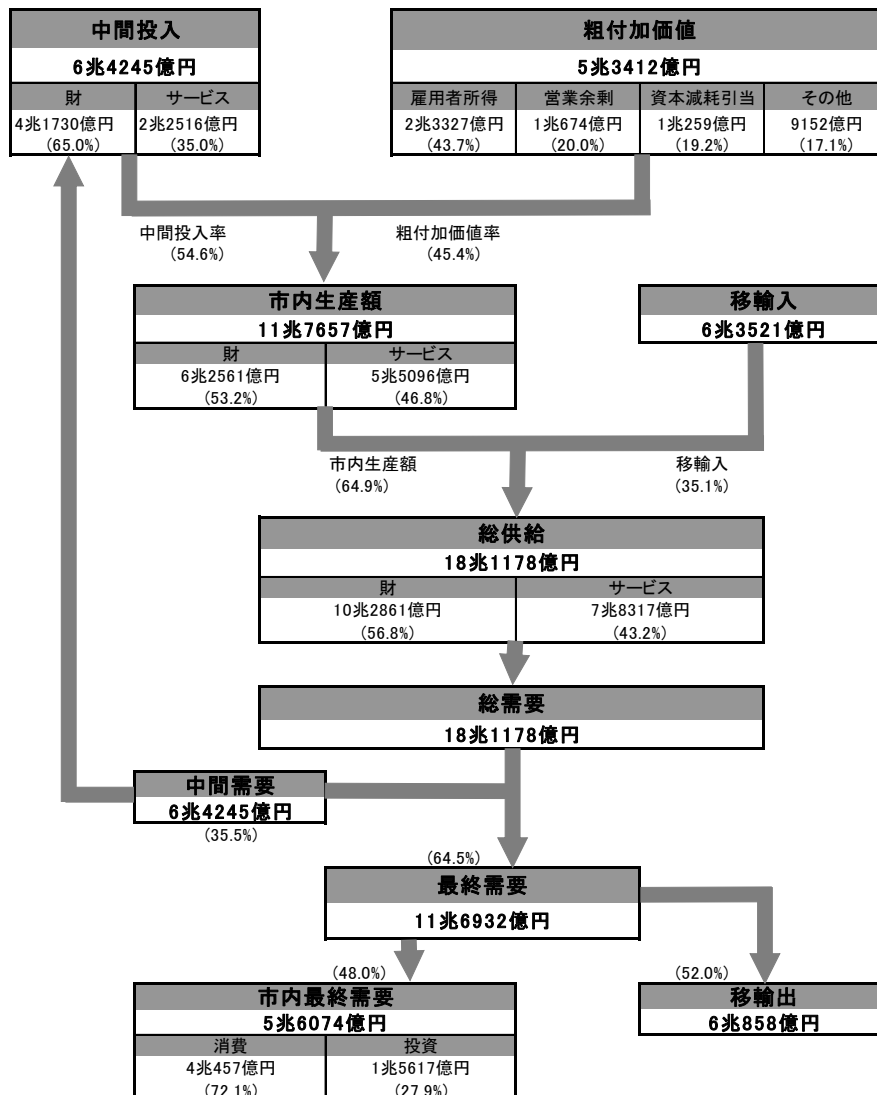 中間投入
6兆4245億円
財 サービス
4兆1730億円 2兆2516億円
(65.0%) (35.0%)
粗付加価値
5兆3412億円
雇用者所得 営業余剰 資本減耗引当 その他
2兆3327億円 1兆674億円 1兆259億円 9152億円
(43.7%) (20.0%) (19.2%) (17.1%)
中間投入率 粗付加価値率
(54.6%) (45.4%)
市内生産額
11兆7657億円
財 サービス
6兆2561億円 5兆5096億円
(53.2%) (46.8%)
移輸入
6兆3521億円
市内生産額 移輸入
(64.9%) (35.1%)
総供給
18兆1178億円
財 サービス
10兆2861億円 7兆8317億円
(56.8%) (43.2%)
総需要
18兆1178億円
中間需要
6兆4245億円
(35.5%)
(64.5%)
最終需要
11兆6932億円
(48.0%) (52.0%)
市内最終需要
5兆6074億円
消費 投資
4兆457億円 1兆5617億円
(72.1%) (27.9%)
移輸出
6兆858億円